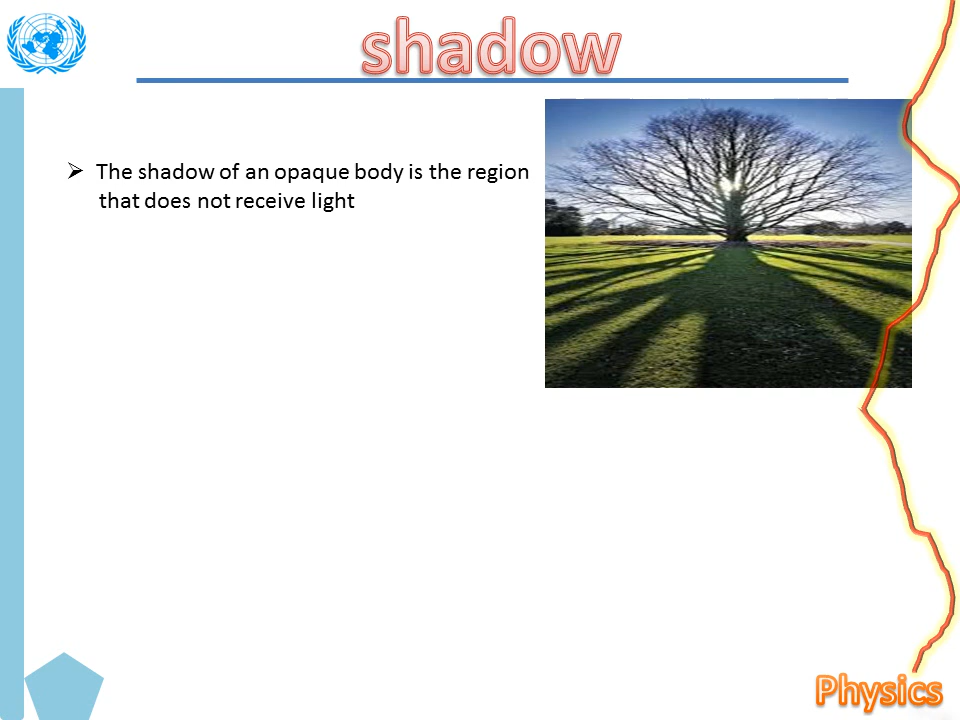 shadow
➢ The shadow of an opaque body is the region
that does not receive light
Physics